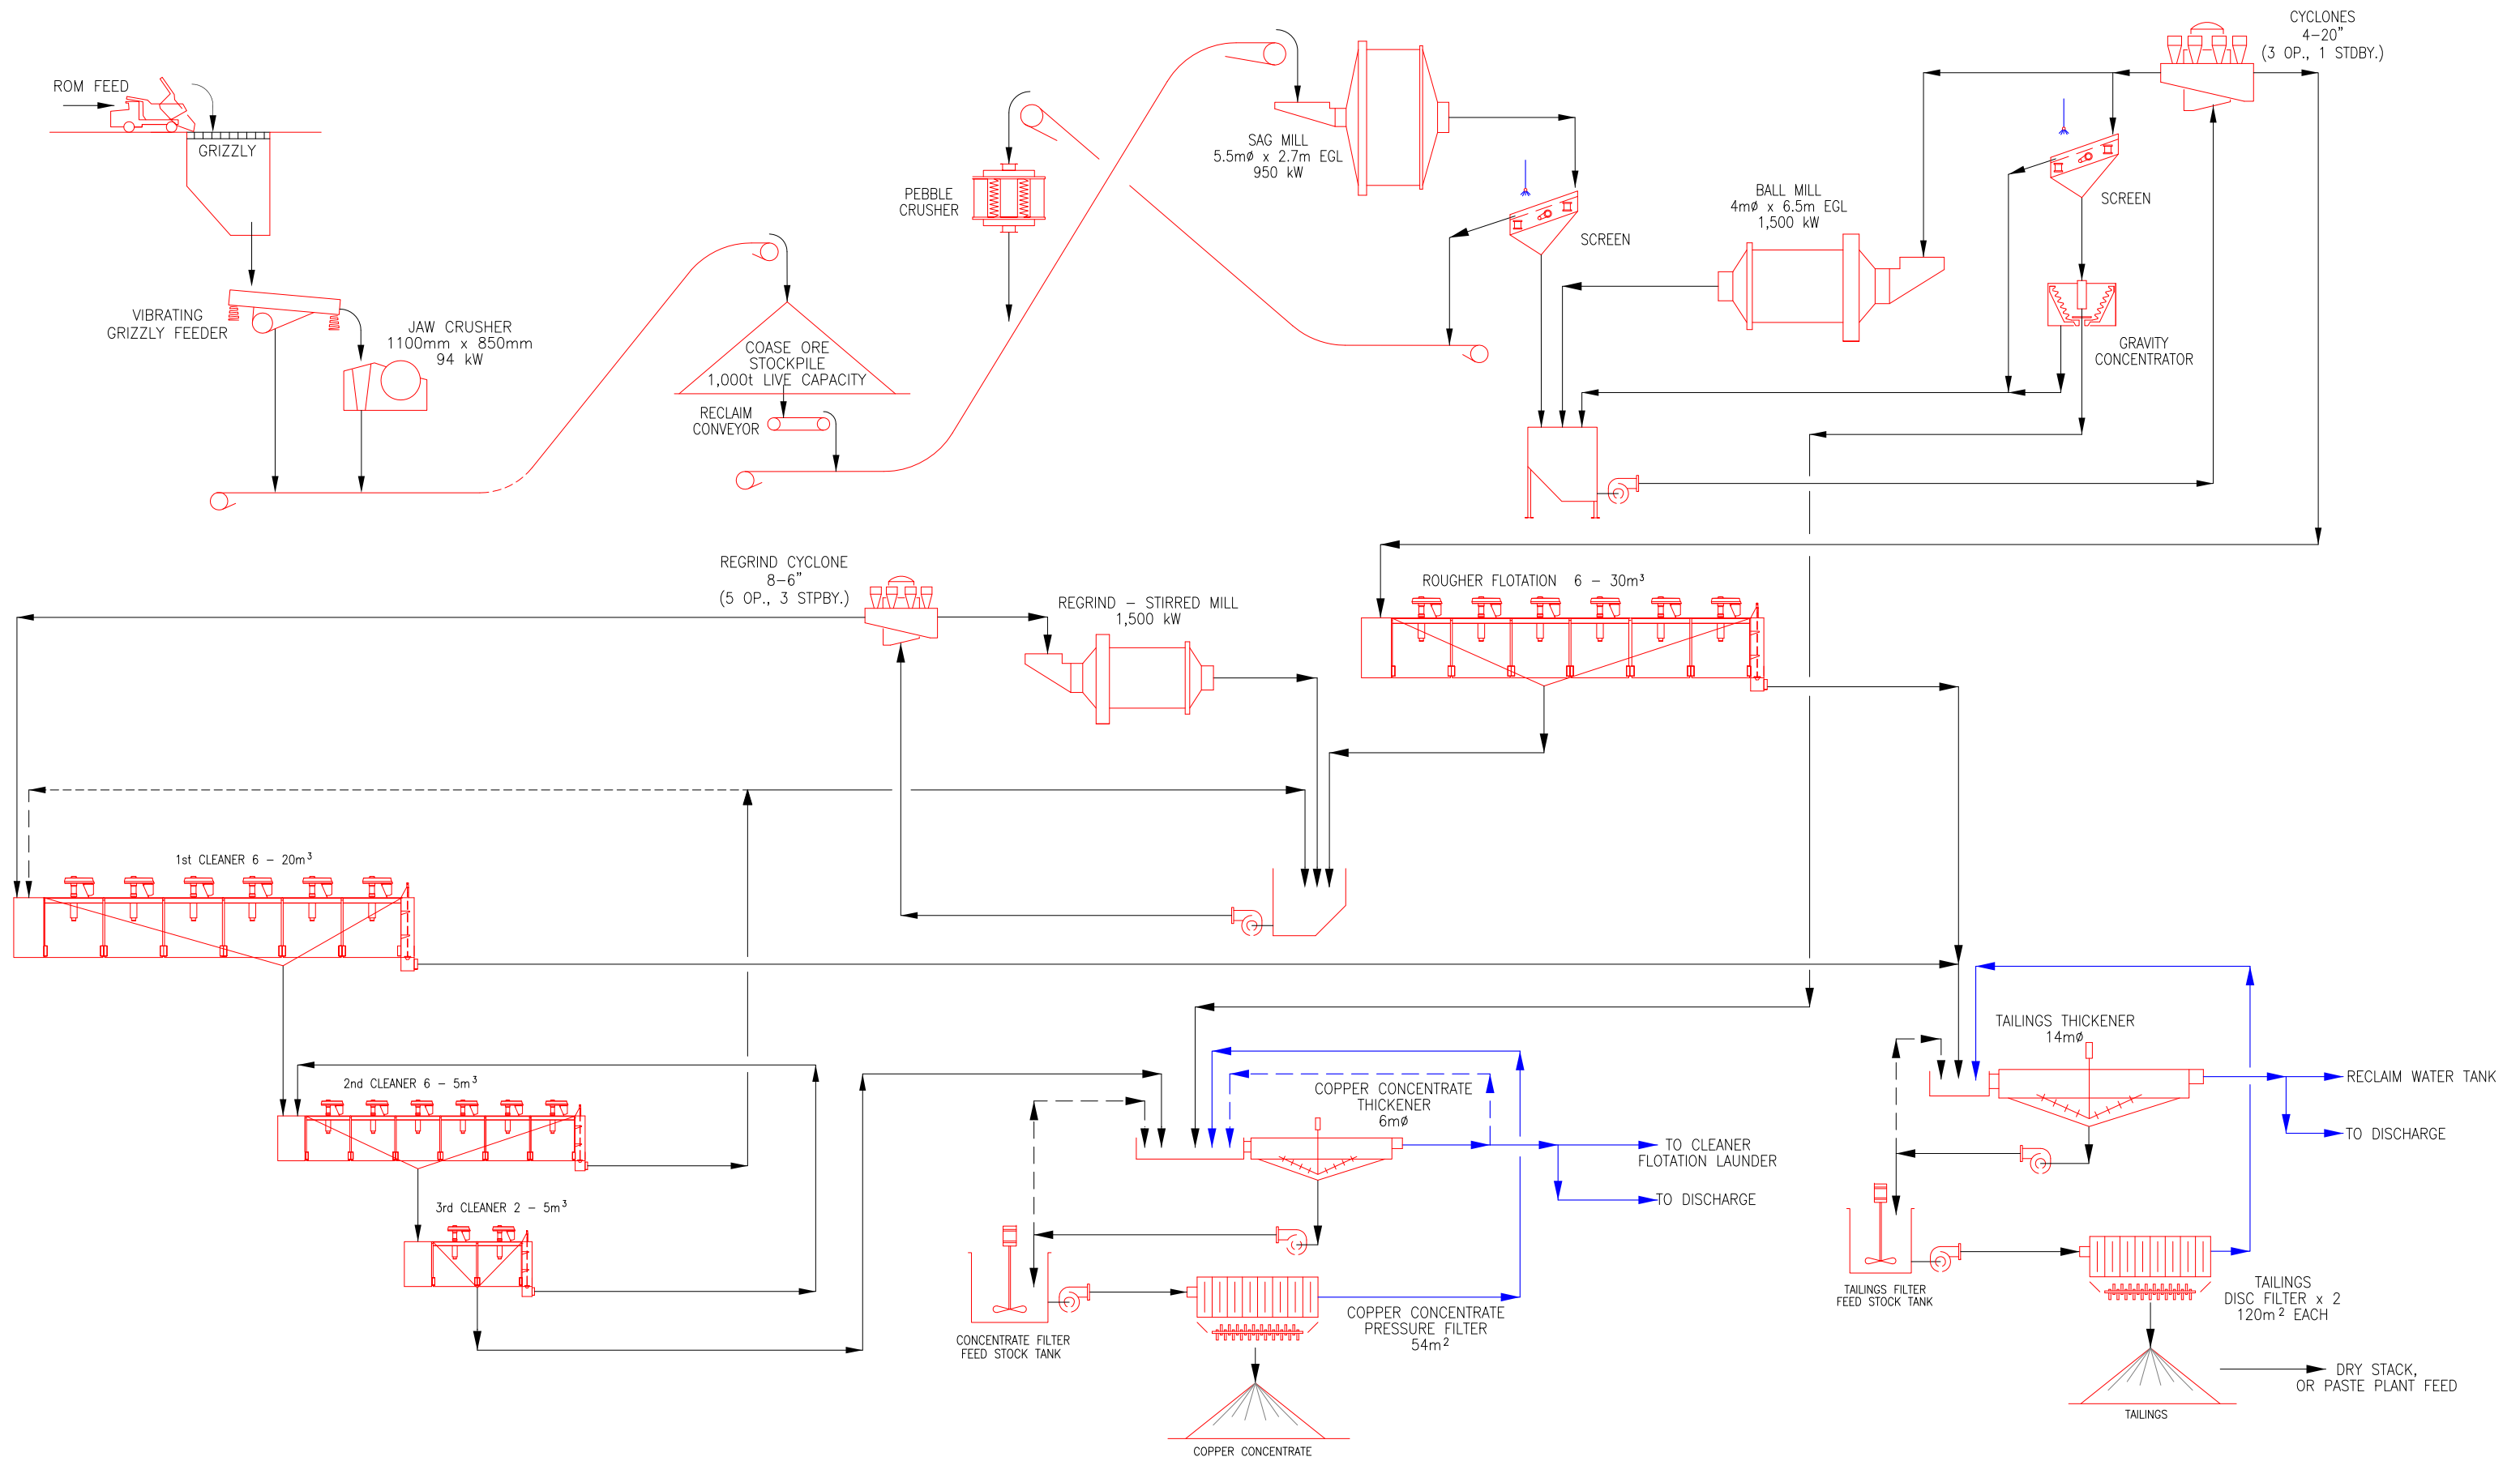 ROM FEED
GRIZZLY
VIBRATING
GRIZZLY FEEDER
JAW CRUSHER
1100mm x 850mm
94 kW
COASE ORE
STOCKPILE
1,000t LIVE CAPACITY
RECLAIM
CONVEYOR
PEBBLE
CRUSHER
SAG MILL
5.5mø x 2.7m EGL
950 kW
SCREEN
BALL MILL
4mø x 6.5m EGL
1,500 kW
CYCLONES
4-20"
(3 OP., 1 STDBY.)
SCREEN
GRAVITY
CONCENTRATOR
REGRIND CYCLONE
8-6"
(5 OP., 3 STPBY.)
REGRIND - STIRRED MILL
1,500 kW
ROUGHER FLOTATION 6 - 30m³
1st CLEANER 6 - 20m³
2nd CLEANER 6 - 5m³
3rd CLEANER 2 - 5m³
COPPER CONCENTRATE
THICKENER
6mø
TO CLEANER
FLOTATION LAUNDER
TO DISCHARGE
CONCENTRATE FILTER
FEED STOCK TANK
COPPER CONCENTRATE
PRESSURE FILTER
54m²
COPPER CONCENTRATE
TAILINGS THICKENER
14mø
RECLAIM WATER TANK
TO DISCHARGE
TAILINGS FILTER
FEED STOCK TANK
TAILINGS
DISC FILTER x 2
120m² EACH
DRY STACK,
OR PASTE PLANT FEED
TAILINGS